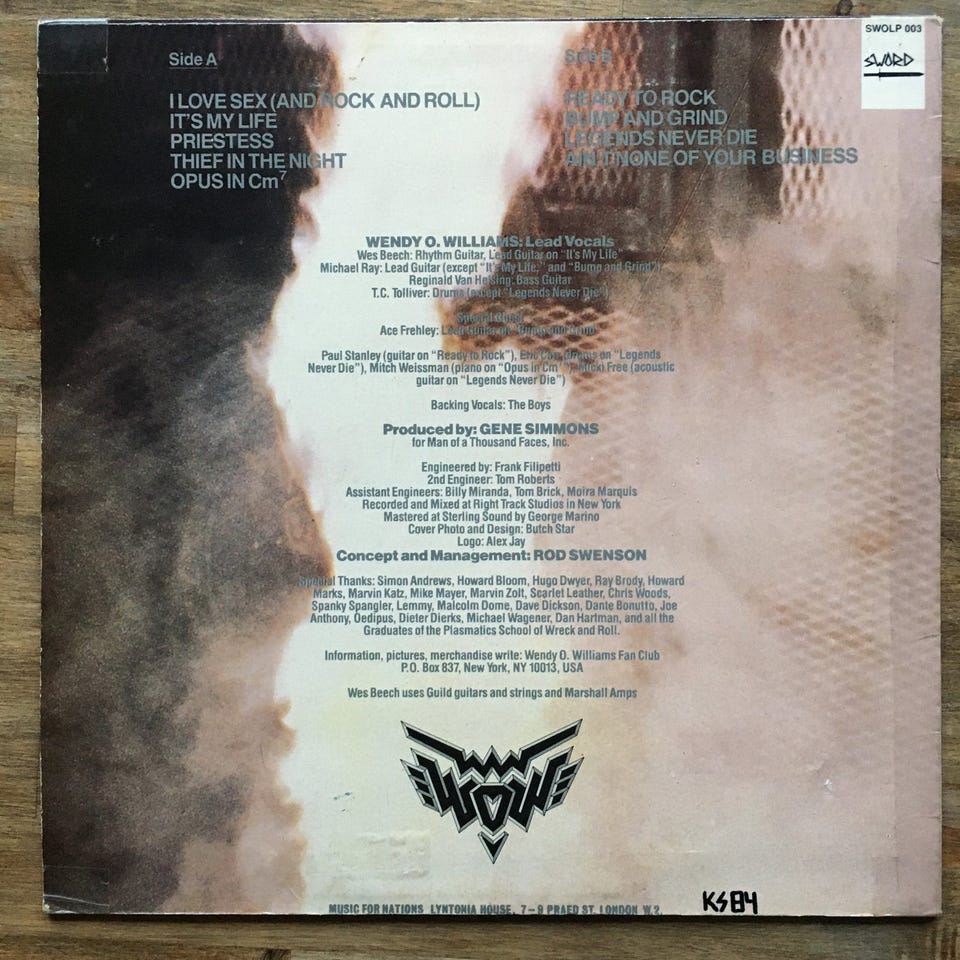 SWOLP 003
SWORD
Side A
I LOVE SEX (AND ROCK AND ROLL)
IT'S MY LIFE
PRIESTESS
THIEF IN THE NIGHT
OPUS IN Cm7
Side B
READY TO ROCK
BUMP AND GRIND
LEGENDS NEVER DIE
AIN'T NONE OF YOUR BUSINESS
WENDY O. WILLIAMS: Lead Vocals
Wes Beech: Rhythm Guitar, Lead Guitar on "It's My Life"
Michael Ray: Lead Guitar (except "It's My Life," and "Bump and Grind")
Reginald Van Helsing: Bass Guitar
T.C. Tolliver: Drums (except "Legends Never Die")
Special Guest
Ace Frehley: Lead Guitar on "Bump and Grind"
Paul Stanley (guitar on "Ready to Rock"), Eric Carr (drums on "Legends
Never Die"), Mitch Weissman (piano on "Opus in Cm7"), Micki Free (acoustic
guitar on "Legends Never Die")
Backing Vocals: The Boys
Produced by: GENE SIMMONS
for Man of a Thousand Faces, Inc.
Engineered by: Frank Filipetti
2nd Engineer: Tom Roberts
Assistant Engineers: Billy Miranda, Tom Brick, Moira Marquis
Recorded and Mixed at Right Track Studios in New York
Mastered at Sterling Sound by George Marino
Cover Photo and Design: Butch Star
Logo: Alex Jay
Concept and Management: ROD SWENSON
Special Thanks: Simon Andrews, Howard Bloom, Hugo Dwyer, Ray Brody, Howard
Marks, Marvin Katz, Mike Mayer, Marvin Zolt, Scarlet Leather, Chris Woods,
Spanky Spangler, Lemmy, Malcolm Dome, Dave Dickson, Dante Bonutto, Joe
Anthony, Oedipus, Dieter Dierks, Michael Wagener, Dan Hartman, and all the
Graduates of the Plasmatics School of Wreck and Roll.
Information, pictures, merchandise write: Wendy O. Williams Fan Club
P.O. Box 837, New York, NY 10013, USA
Wes Beech uses Guild guitars and strings and Marshall Amps
WOW
MUSIC FOR NATIONS LYNTONIA HOUSE, 7-9 PRAED ST. LONDON W.2.
KS84